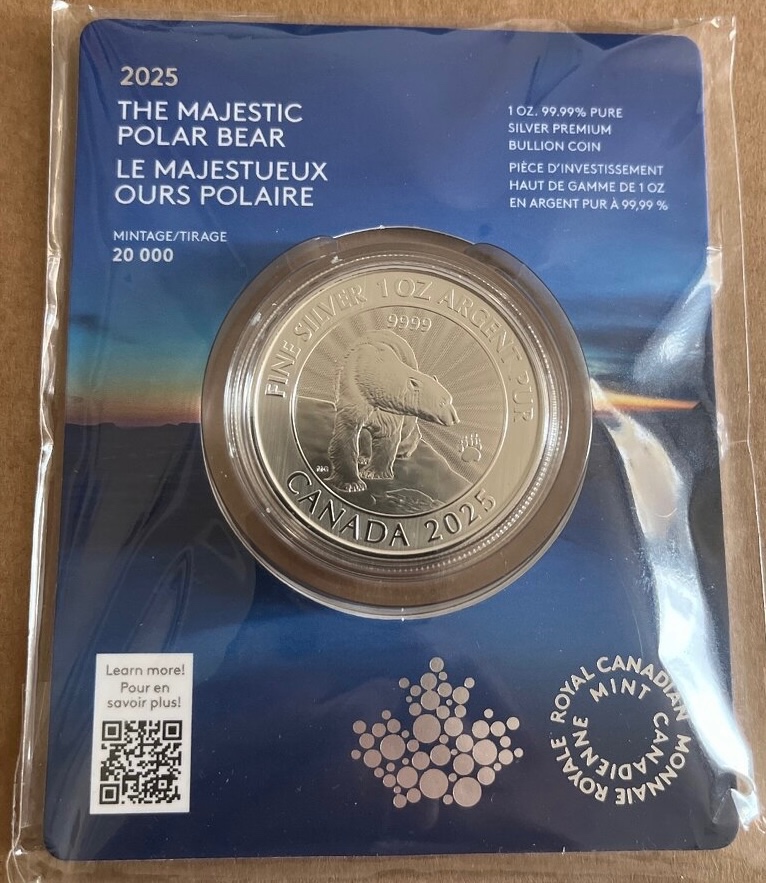 2025
THE MAJESTIC
POLAR BEAR
LE MAJESTUEUX
OURS POLAIRE
MINTAGE/TIRAGE
20 000
1 OZ. 99.99% PURE
SILVER PREMIUM
BULLION COIN
PIÈCE D'INVESTISSEMENT
HAUT DE GAMME DE 1 OZ
EN ARGENT PUR À 99,99 %
FINE SILVER 1 OZ ARGENT PUR
9999
CANADA 2025
Learn more!
Pour en
savoir plus!
ROYAL CANADIAN MINT
MONNAIE ROYALE CANADIENNE